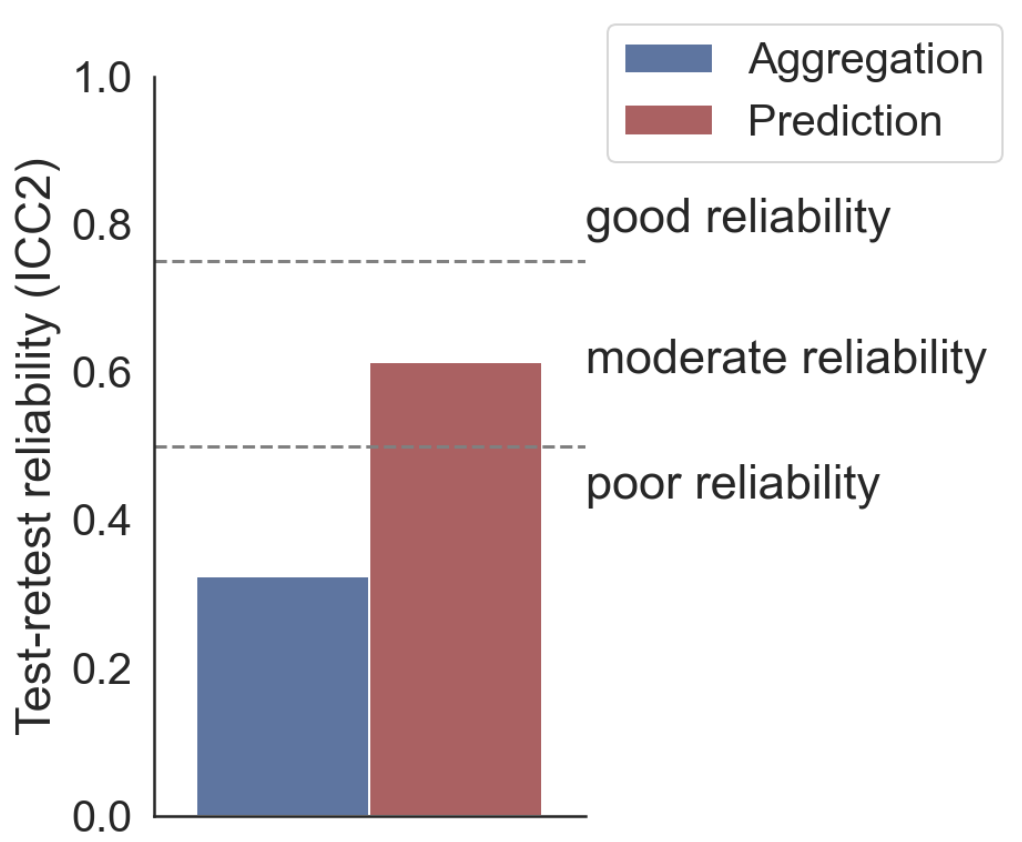 Aggregation
Prediction
Test-retest reliability (ICC2)
1.0
0.8
0.6
0.4
0.2
0.0
good reliability
moderate reliability
poor reliability